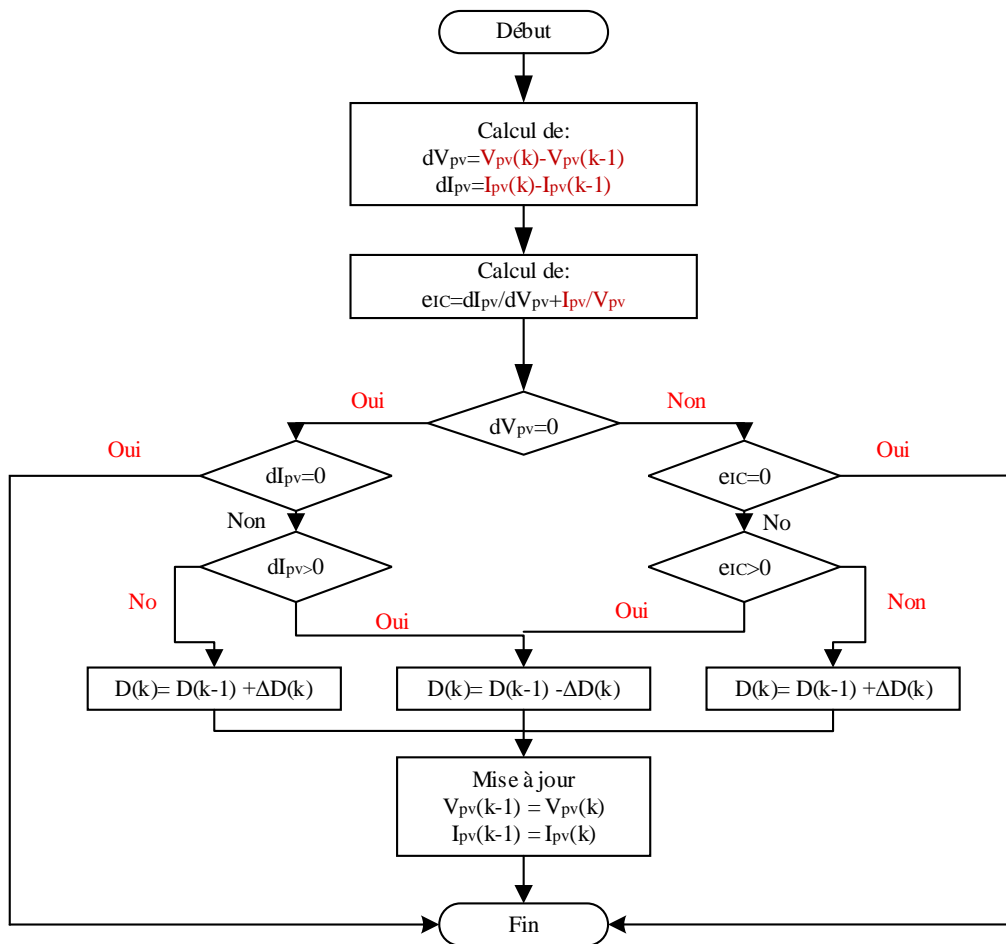 Début
Calcul de:
dVpv=Vpv(k)-Vpv(k-1)
dIpv=Ipv(k)-Ipv(k-1)
Calcul de:
eIC=dIpv/dVpv+Ipv/Vpv
Oui
Non
dVpv=0
Oui
dIpv=0
eIC=0
Oui
Non
No
dIpv>0
eIC>0
No
Oui
Oui
Non
D(k)= D(k-1) +ΔD(k)
D(k)= D(k-1) -ΔD(k)
D(k)= D(k-1) +ΔD(k)
Mise à jour
Vpv(k-1) = Vpv(k)
Ipv(k-1) = Ipv(k)
Fin